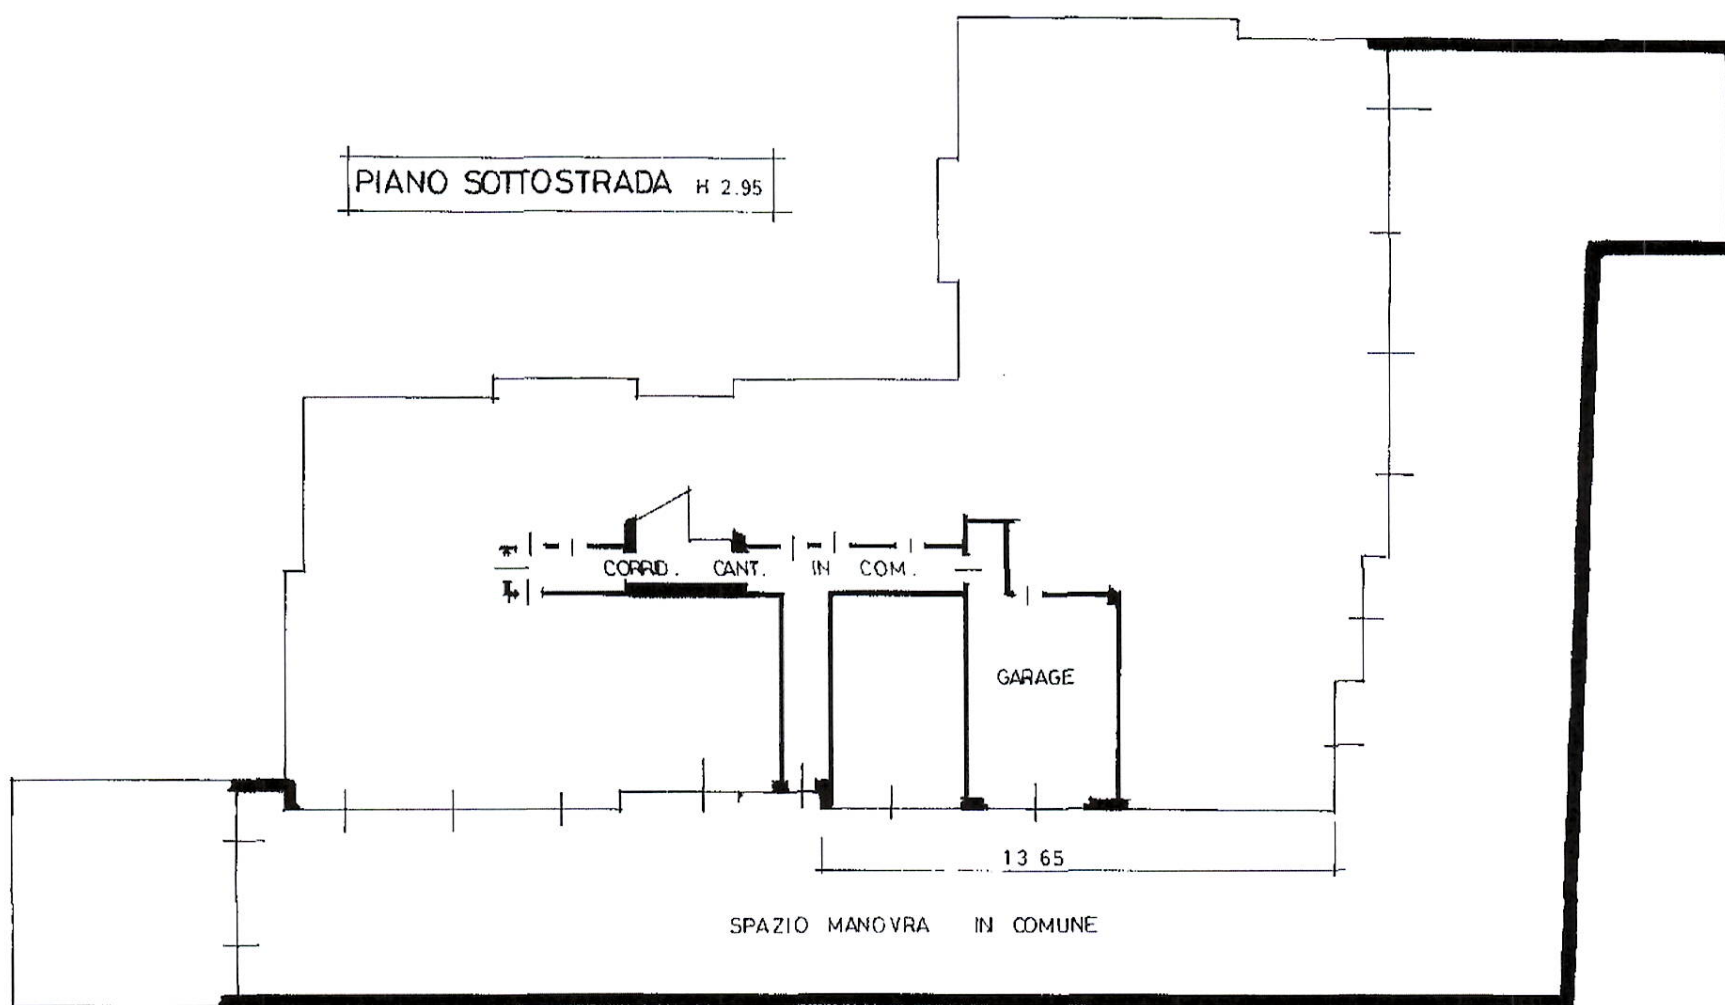 PIANO SOTTOSTRADA H 2.95
CORRID. CANT. IN COM.
GARAGE
13 65
SPAZIO MANOVRA IN COMUNE